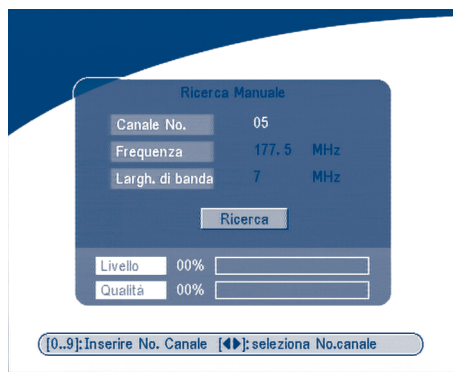 Ricerca Manuale
Canale No. 05
Frequenza 177.5 MHz
Largh. di banda 7 MHz
Ricerca
Livello 00%
Qualità 00%
[0..9]:Inserire No. Canale [◀▶]:seleziona No.canale